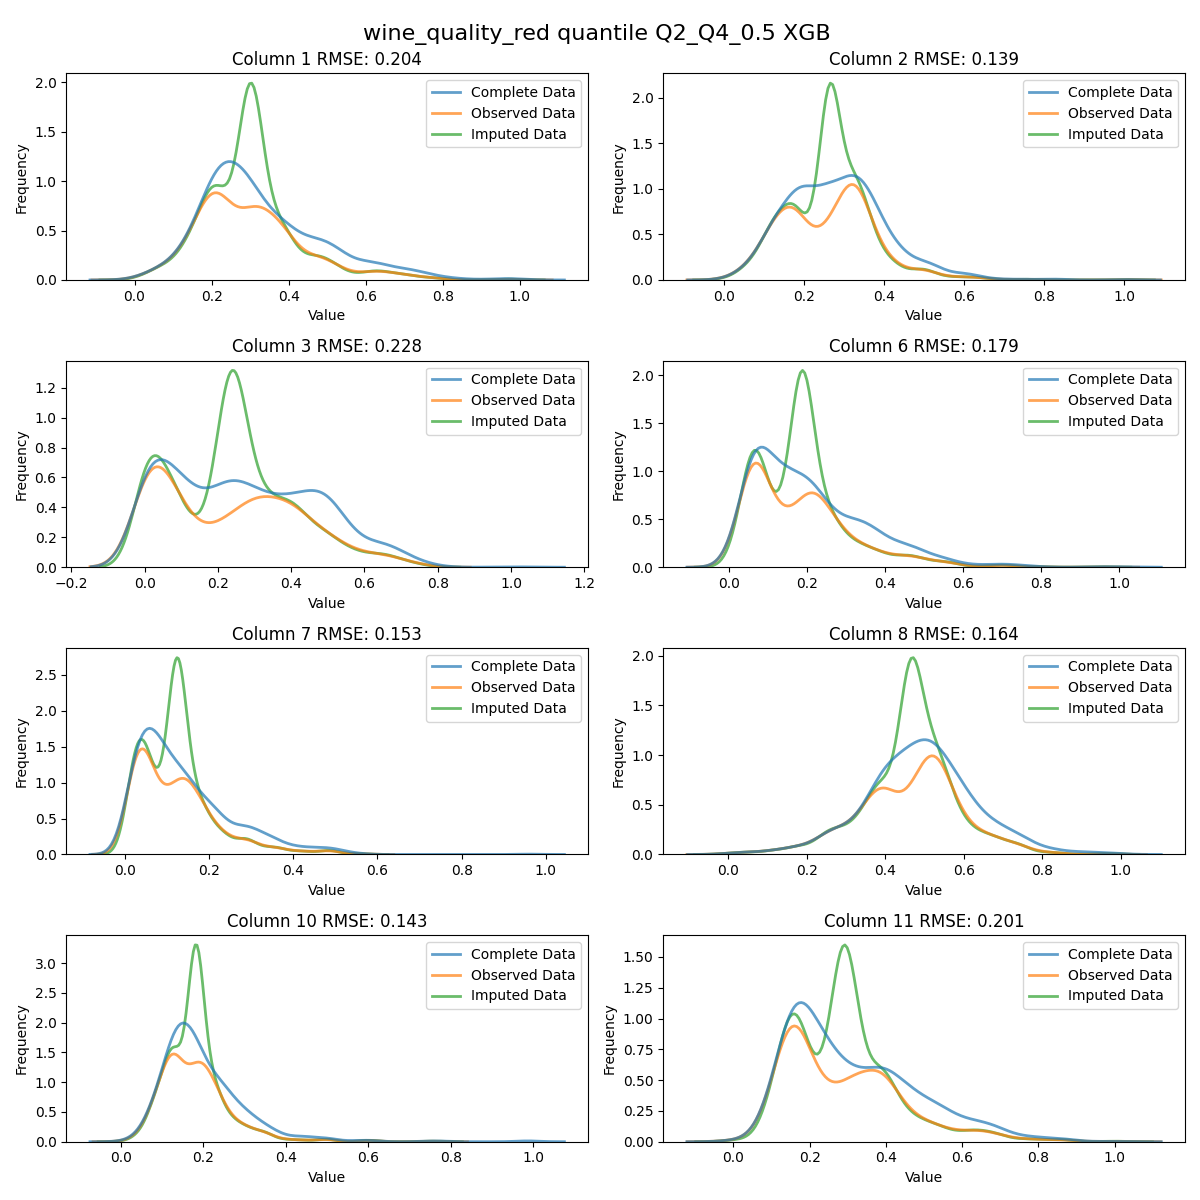 wine_quality_red quantile Q2_Q4_0.5 XGB
Column 1 RMSE: 0.204
Frequency
2.0
1.5
1.0
0.5
0.0
Complete Data
Observed Data
Imputed Data
0.0 0.2 0.4 0.6 0.8 1.0
Value
Column 2 RMSE: 0.139
Frequency
2.0
1.5
1.0
0.5
0.0
Complete Data
Observed Data
Imputed Data
0.0 0.2 0.4 0.6 0.8 1.0
Value
Column 3 RMSE: 0.228
Frequency
1.2
1.0
0.8
0.6
0.4
0.2
0.0
Complete Data
Observed Data
Imputed Data
−0.2 0.0 0.2 0.4 0.6 0.8 1.0 1.2
Value
Column 6 RMSE: 0.179
Frequency
2.0
1.5
1.0
0.5
0.0
Complete Data
Observed Data
Imputed Data
0.0 0.2 0.4 0.6 0.8 1.0
Value
Column 7 RMSE: 0.153
Frequency
2.5
2.0
1.5
1.0
0.5
0.0
Complete Data
Observed Data
Imputed Data
0.0 0.2 0.4 0.6 0.8 1.0
Value
Column 8 RMSE: 0.164
Frequency
2.0
1.5
1.0
0.5
0.0
Complete Data
Observed Data
Imputed Data
0.0 0.2 0.4 0.6 0.8 1.0
Value
Column 10 RMSE: 0.143
Frequency
3.0
2.5
2.0
1.5
1.0
0.5
0.0
Complete Data
Observed Data
Imputed Data
0.0 0.2 0.4 0.6 0.8 1.0
Value
Column 11 RMSE: 0.201
Frequency
1.50
1.25
1.00
0.75
0.50
0.25
0.00
Complete Data
Observed Data
Imputed Data
0.0 0.2 0.4 0.6 0.8 1.0
Value